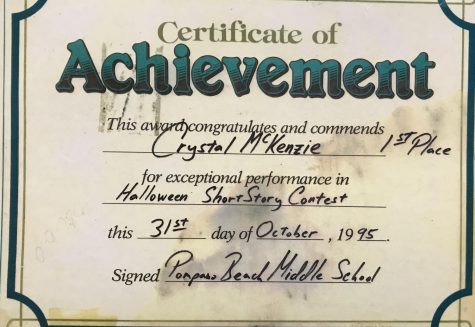 Certificate of
Achievement
This award congratulates and commends
Crystal McKenzie 1st Place
for exceptional performance in
Halloween Short Story Contest
this 31st day of October, 1995.
Signed Pompano Beach Middle School